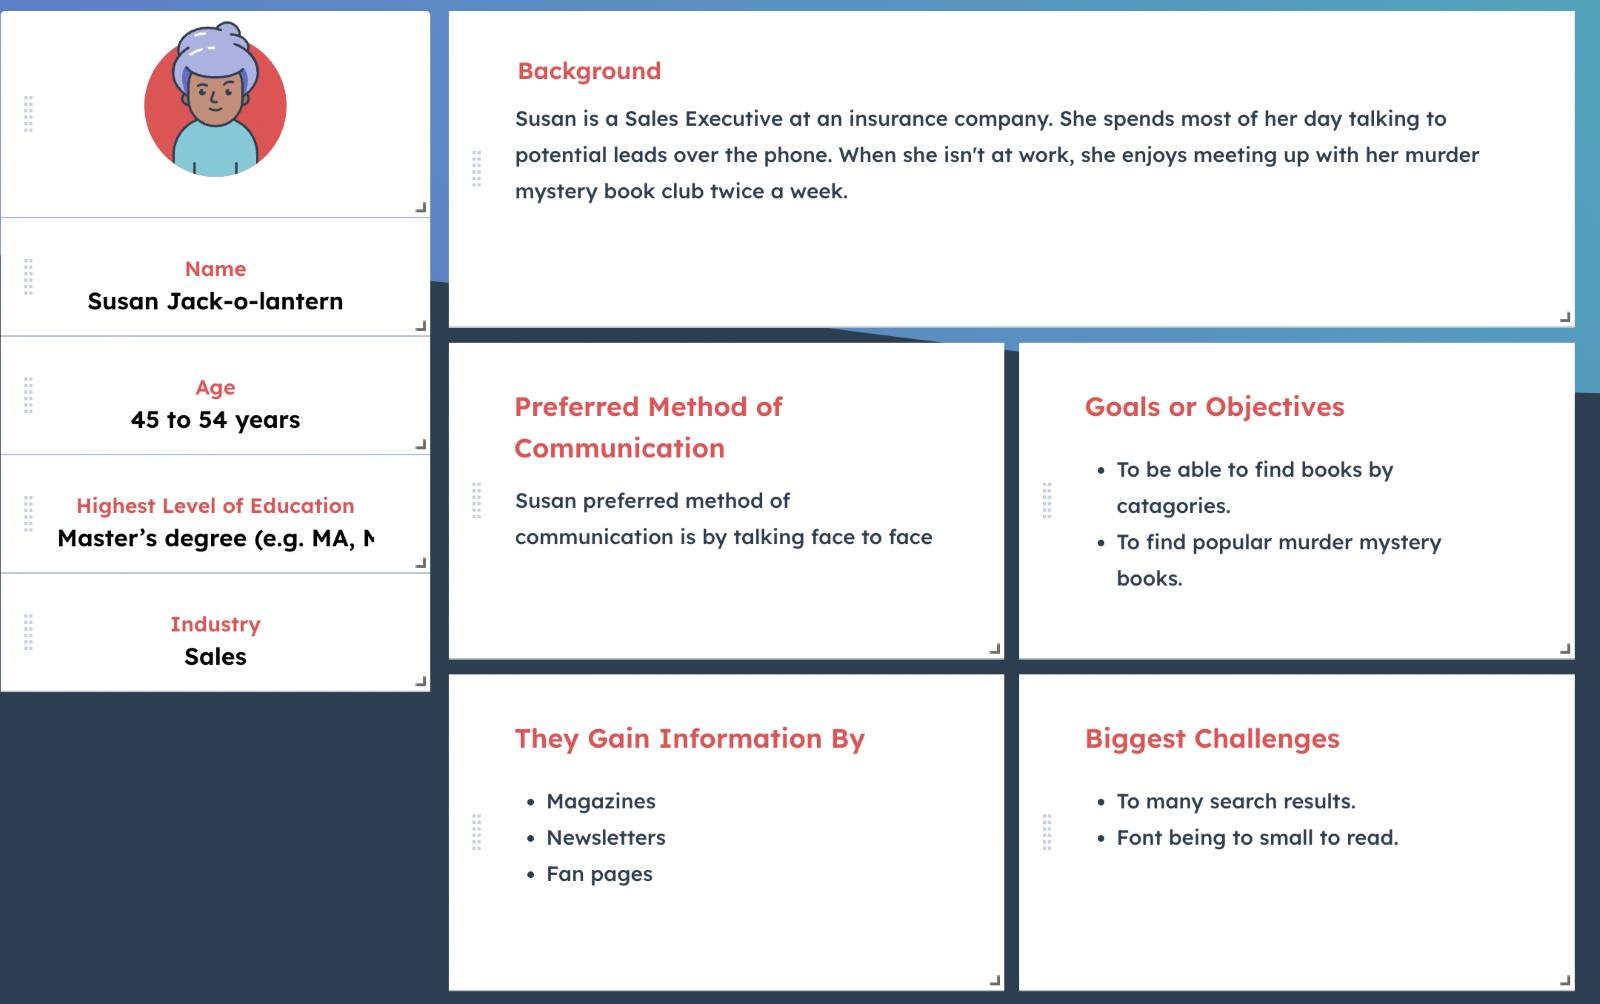 Name
Susan Jack-o-lantern
Age
45 to 54 years
Highest Level of Education
Master’s degree (e.g. MA,
Industry
Sales
Background
Susan is a Sales Executive at an insurance company. She spends most of her day talking to
potential leads over the phone. When she isn't at work, she enjoys meeting up with her murder
mystery book club twice a week.
Preferred Method of
Communication
Susan preferred method of
communication is by talking face to face
Goals or Objectives
• To be able to find books by
catagories.
• To find popular murder mystery
books.
They Gain Information By
• Magazines
• Newsletters
• Fan pages
Biggest Challenges
• To many search results.
• Font being to small to read.